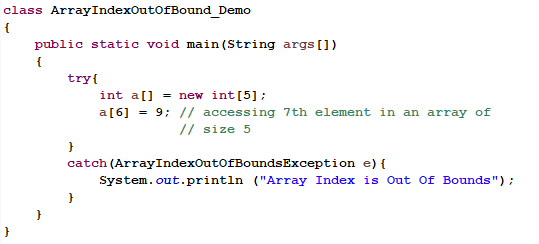 class ArrayIndexOutOfBound_Demo
{
    public static void main(String args[])
    {
        try{
            int a[] = new int[5];
            a[6] = 9; // accessing 7th element in an array of
                      // size 5
        }
        catch(ArrayIndexOutOfBoundsException e){
            System.out.println ("Array Index is Out Of Bounds");
        }
    }
}